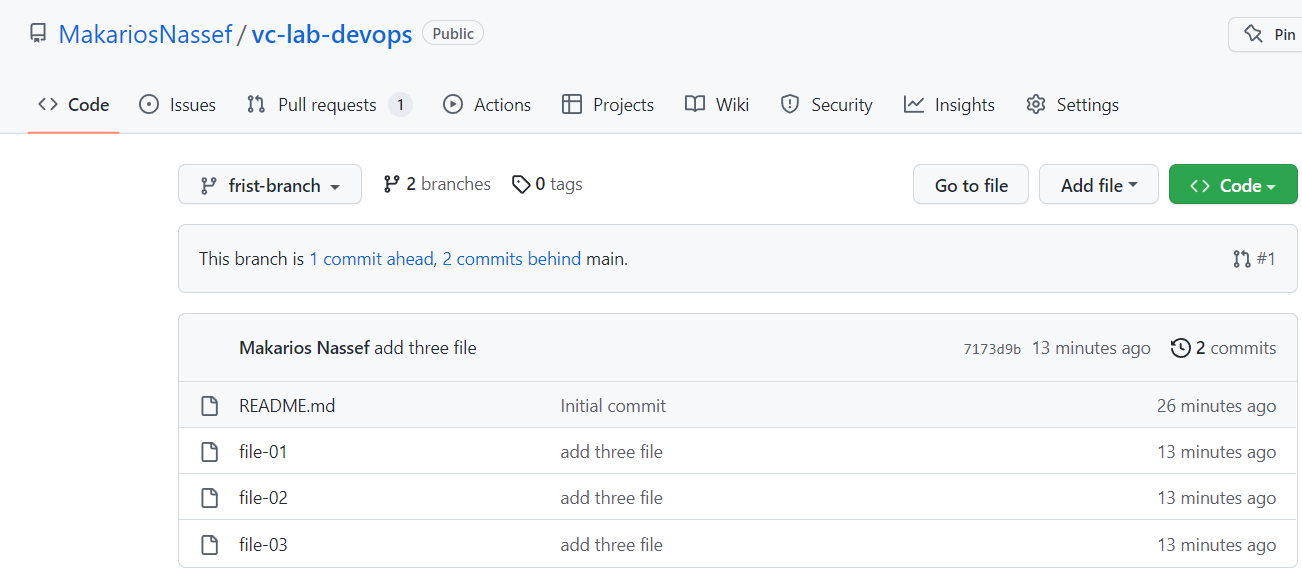 MakariosNassef / vc-lab-devops Public Pin
Code Issues Pull requests 1 Actions Projects Wiki Security Insights Settings
frist-branch 2 branches 0 tags Go to file Add file Code
This branch is 1 commit ahead, 2 commits behind main. #1
Makarios Nassef add three file 7173d9b 13 minutes ago 2 commits
README.md Initial commit 26 minutes ago
file-01 add three file 13 minutes ago
file-02 add three file 13 minutes ago
file-03 add three file 13 minutes ago